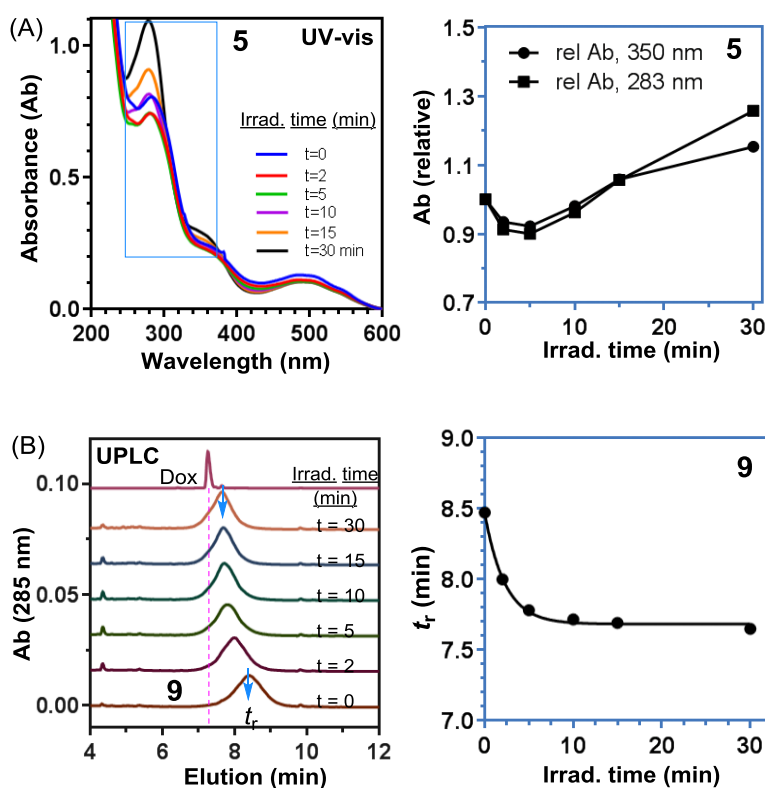 (A)
5 UV-vis
Irrad. time (min)
t=0
t=2
t=5
t=10
t=15
t=30 min
Absorbance (Ab)
1.0
0.5
0.0
200 300 400 500 600
Wavelength (nm)
5
rel Ab, 350 nm
rel Ab, 283 nm
Ab (relative)
1.5
1.3
1.1
0.9
0.7
0 10 20 30
Irrad. time (min)
(B)
UPLC
Dox
Irrad. time
(min)
t = 30
t = 15
t = 10
t = 5
t = 2
t = 0
9
tr
Ab (285 nm)
0.10
0.05
0.00
4 6 8 10 12
Elution (min)
9
tr (min)
9.0
8.5
8.0
7.5
7.0
0 10 20 30
Irrad. time (min)